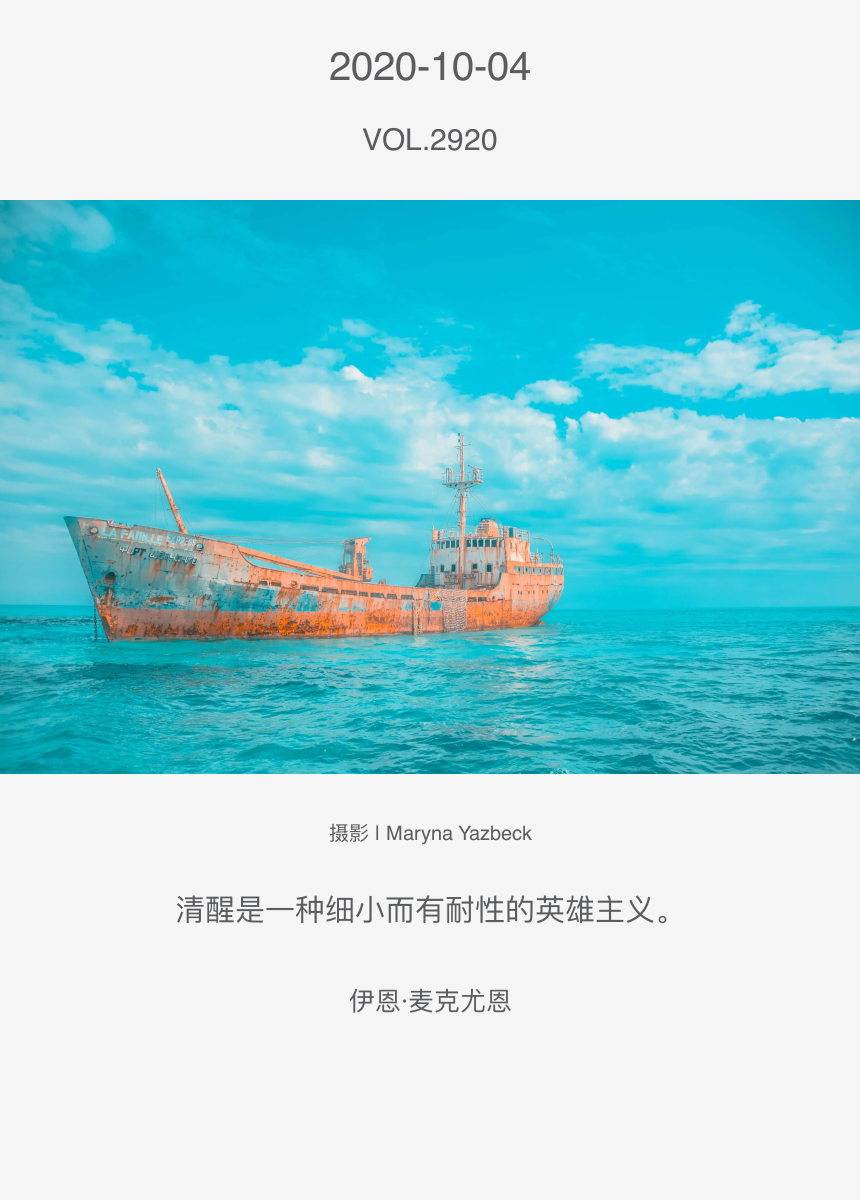 2020-10-04
VOL.2920
LA FAMILLE EXPRESS
摄影 | Maryna Yazbeck
清醒是一种细小而有耐性的英雄主义。
伊恩·麦克尤恩